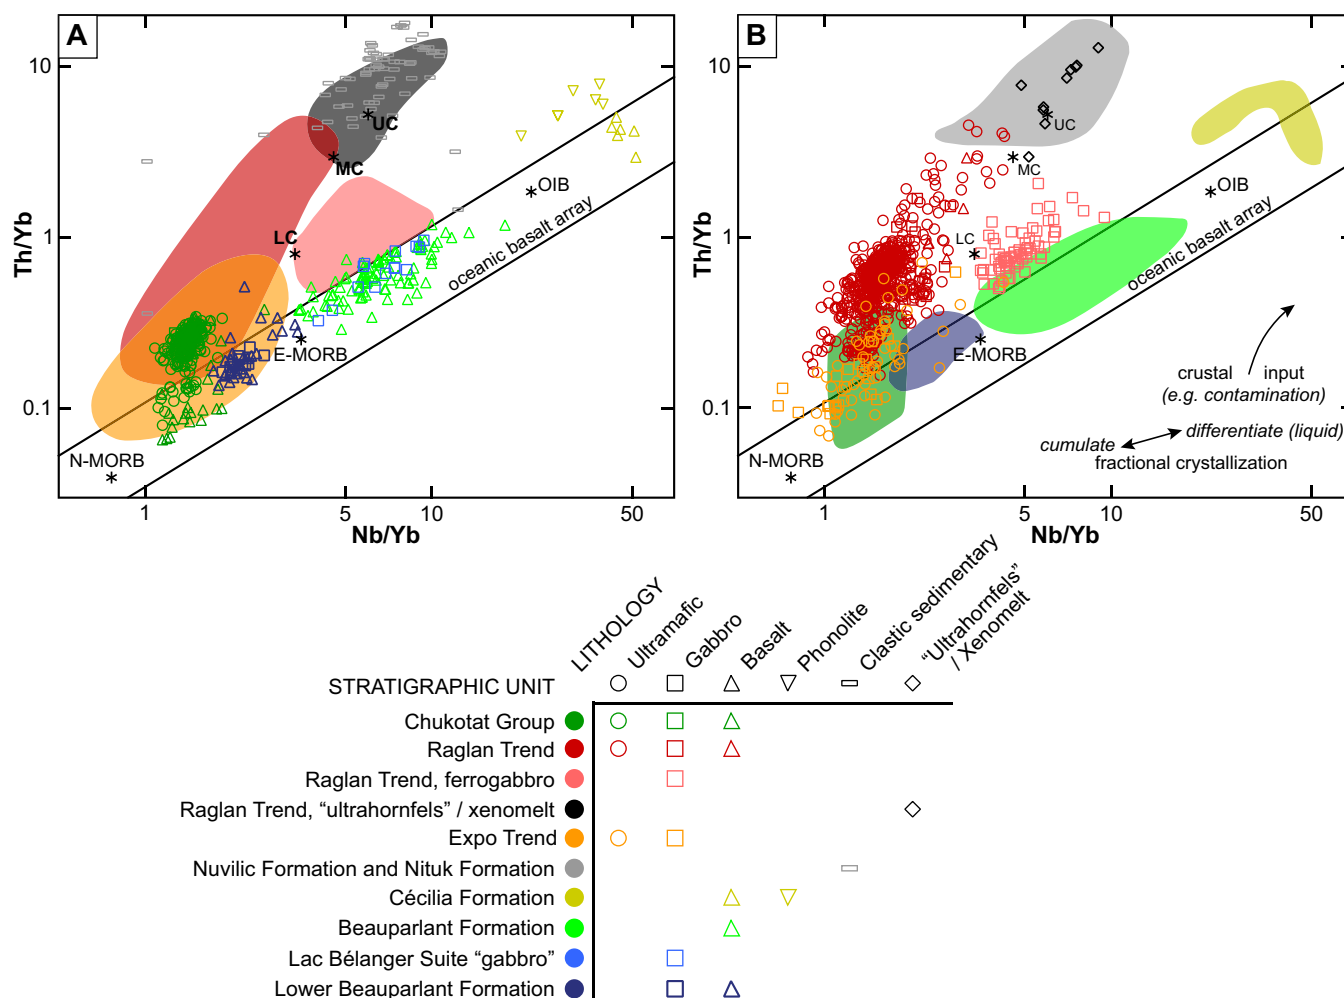 A
B
10
1
0.1
Th/Yb
UC
MC
LC
OIB
oceanic basalt array
E-MORB
N-MORB
1
5
10
50
Nb/Yb
10
1
0.1
Th/Yb
UC
MC
LC
OIB
oceanic basalt array
E-MORB
N-MORB
crustal input
(e.g. contamination)
cumulate
differentiate (liquid)
fractional crystallization
1
5
10
50
Nb/Yb
LITHOLOGY
Ultramafic
Gabbro
Basalt
Phonolite
Clastic sedimentary
“Ultrahornfels”
/ Xenomelt
STRATIGRAPHIC UNIT
Chukotat Group
Raglan Trend
Raglan Trend, ferrogabbro
Raglan Trend, “ultrahornfels” / xenomelt
Expo Trend
Nuvilic Formation and Nituk Formation
Cécilia Formation
Beauparlant Formation
Lac Bélanger Suite “gabbro”
Lower Beauparlant Formation